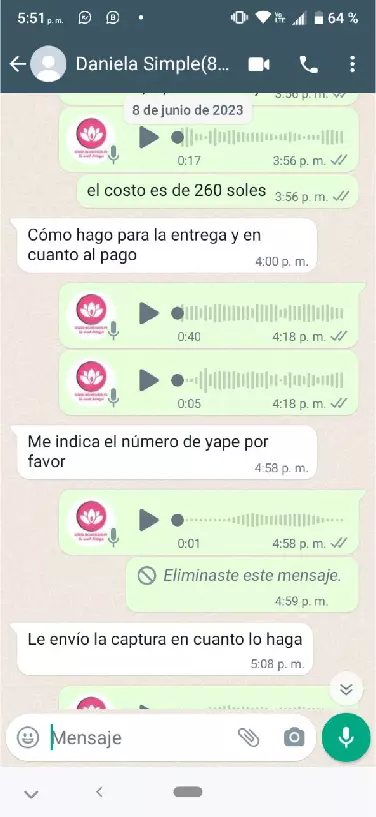 5:51 p. m.
64 %
Daniela Simple(8...
3:56 p. m.
8 de junio de 2023
0:17 3:56 p. m.
el costo es de 260 soles 3:56 p. m.
Cómo hago para la entrega y en
cuanto al pago
4:00 p. m.
0:40 4:18 p. m.
0:05 4:18 p. m.
Me indica el número de yape por
favor
4:58 p. m.
0:01 4:58 p. m.
Eliminaste este mensaje.
4:59 p. m.
Le envío la captura en cuanto lo haga
5:08 p. m.
Mensaje